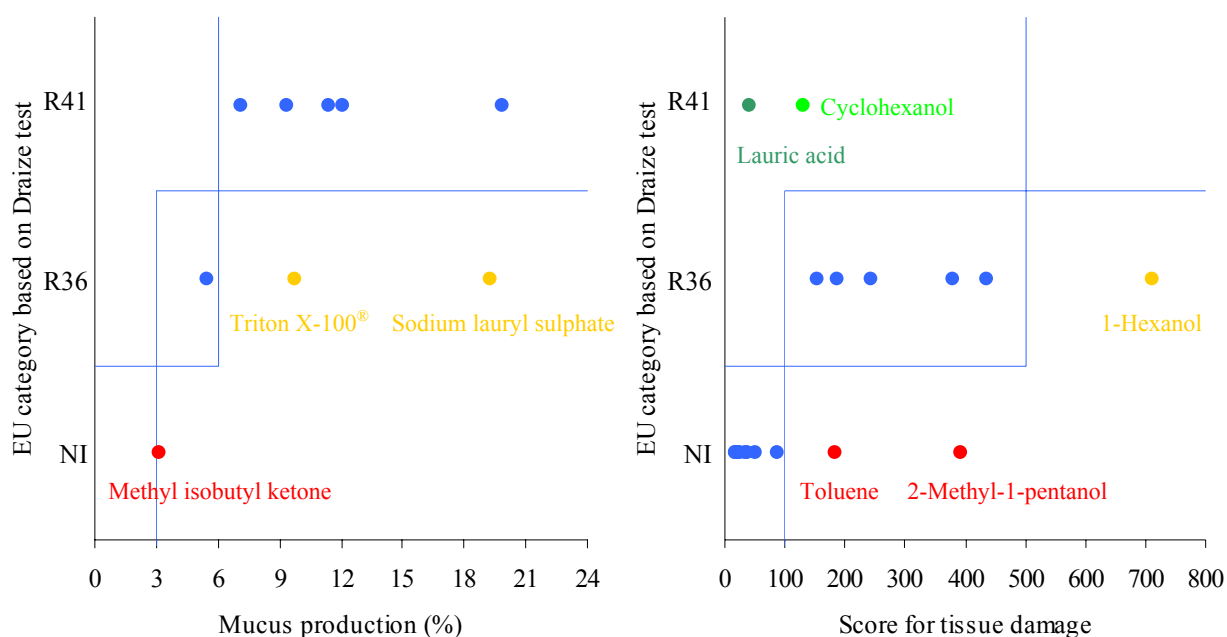 EU category based on Draize test
R41
R36
Triton X-100®
Sodium lauryl sulphate
NI
Methyl isobutyl ketone
0 3 6 9 12 15 18 21 24
Mucus production (%)
EU category based on Draize test
R41
Cyclohexanol
Lauric acid
R36
1-Hexanol
NI
Toluene
2-Methyl-1-pentanol
0 100 200 300 400 500 600 700 800
Score for tissue damage